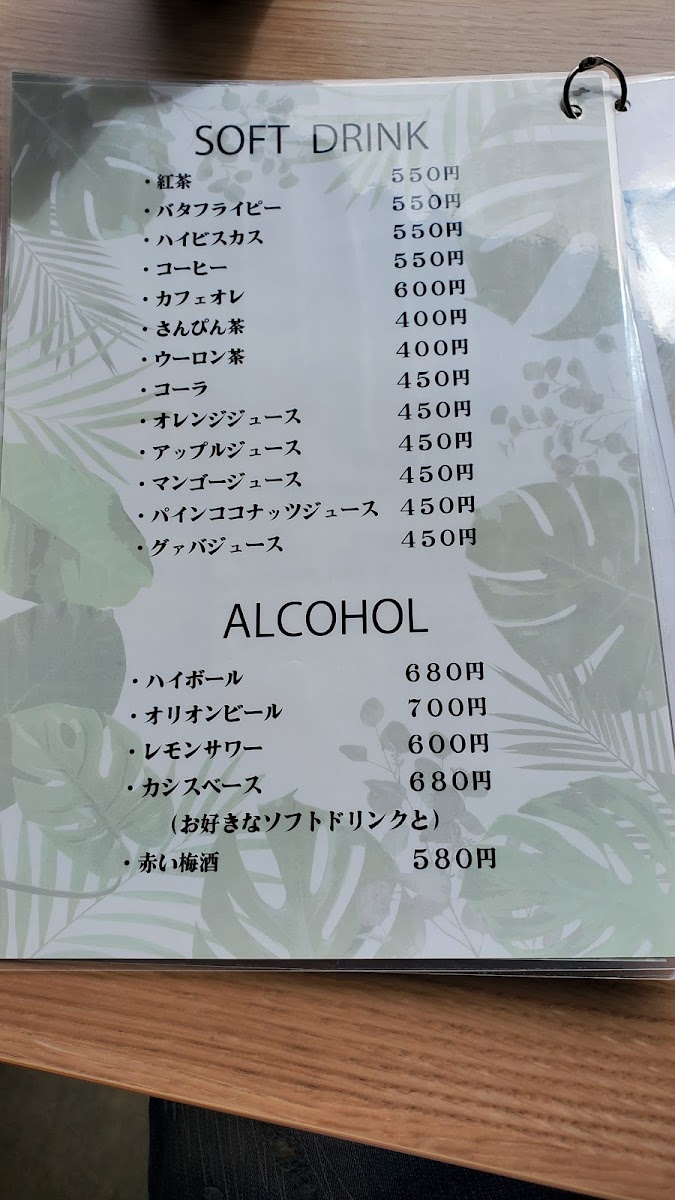 SOFT DRINK
・紅茶 550円
・バタフライピー 550円
・ハイビスカス 550円
・コーヒー 550円
・カフェオレ 600円
・さんぴん茶 400円
・ウーロン茶 400円
・コーラ 450円
・オレンジジュース 450円
・アップルジュース 450円
・マンゴージュース 450円
・パインココナッツジュース 450円
・グァバジュース 450円
ALCOHOL
・ハイボール 680円
・オリオンビール 700円
・レモンサワー 600円
・カシスベース 680円
（お好きなソフトドリンクと）
・赤い梅酒 580円